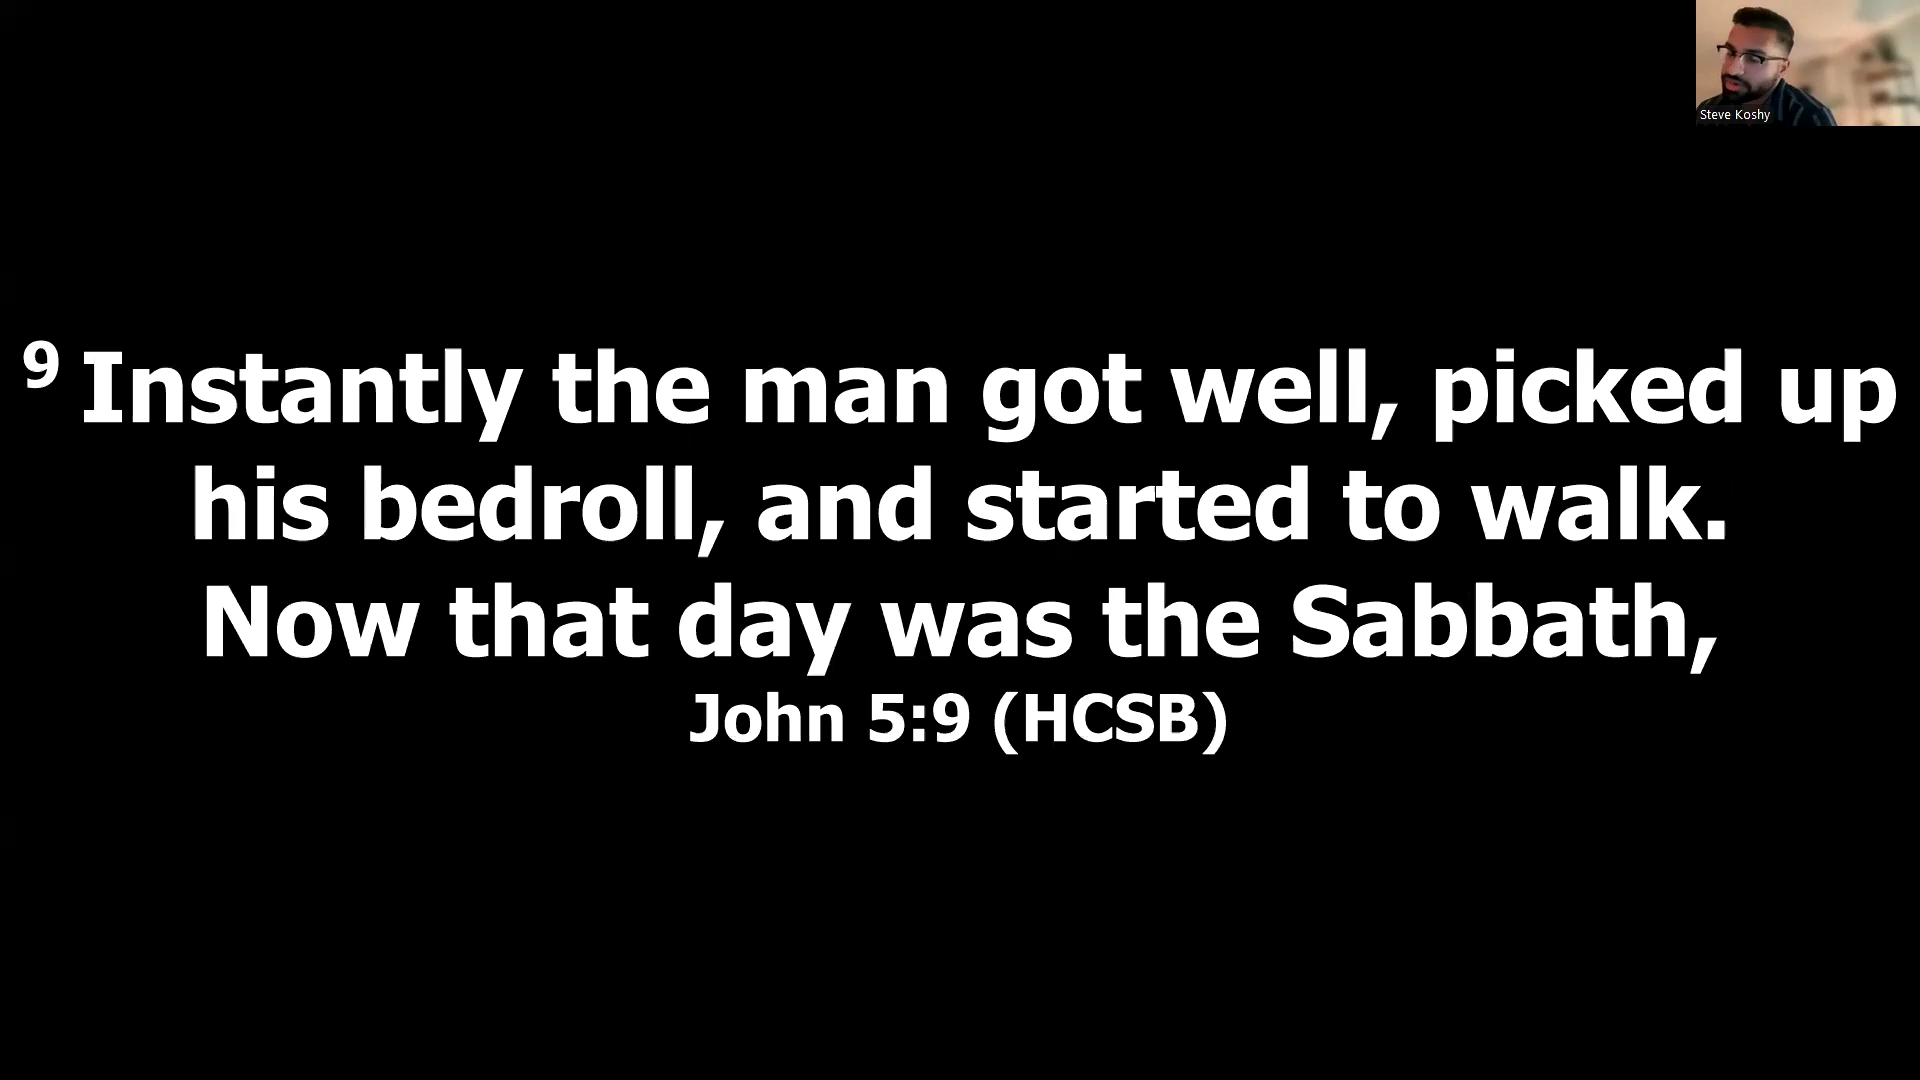 Steve Koshy
9 Instantly the man got well, picked up
his bedroll, and started to walk.
Now that day was the Sabbath,
John 5:9 (HCSB)